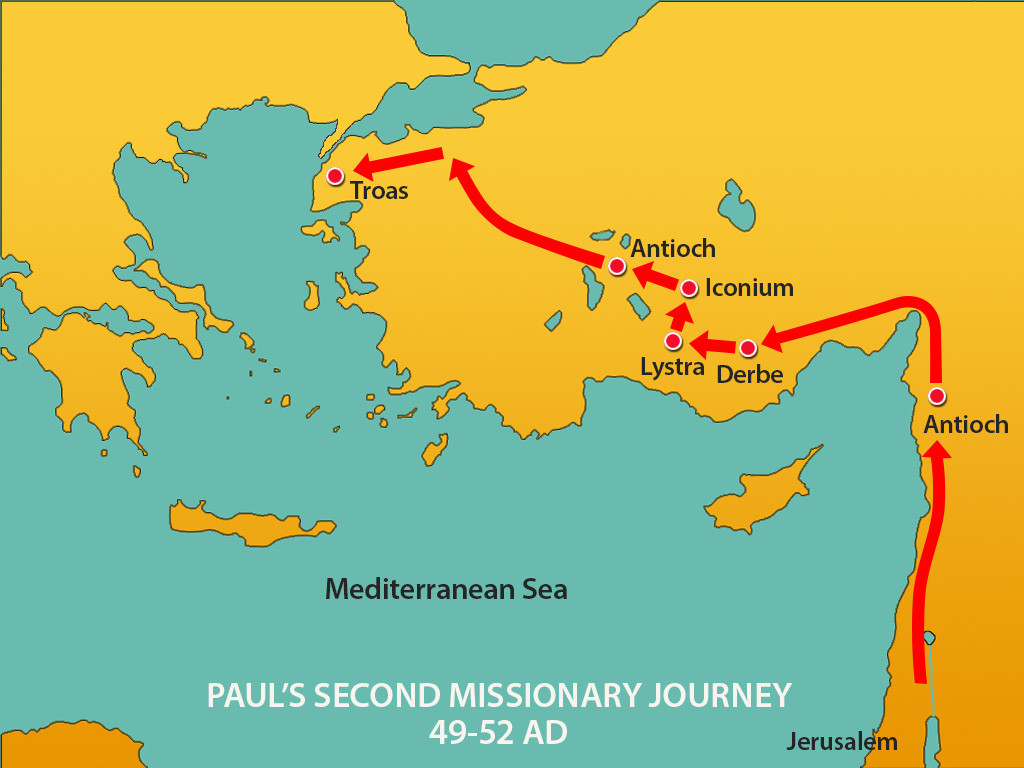 Troas
Antioch
Iconium
Lystra
Derbe
Antioch
Mediterranean Sea
PAUL’S SECOND MISSIONARY JOURNEY
49-52 AD
Jerusalem